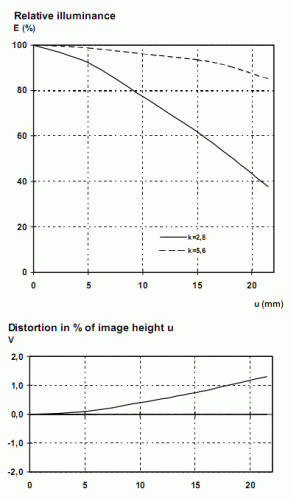 Relative illuminance
E (%)
100
80
60
40
20
0
k=2,8
k=5,6
0 5 10 15 20
u (mm)
Distortion in % of image height u
V
2,0
1,0
0,0
-1,0
-2,0
0 5 10 15 20